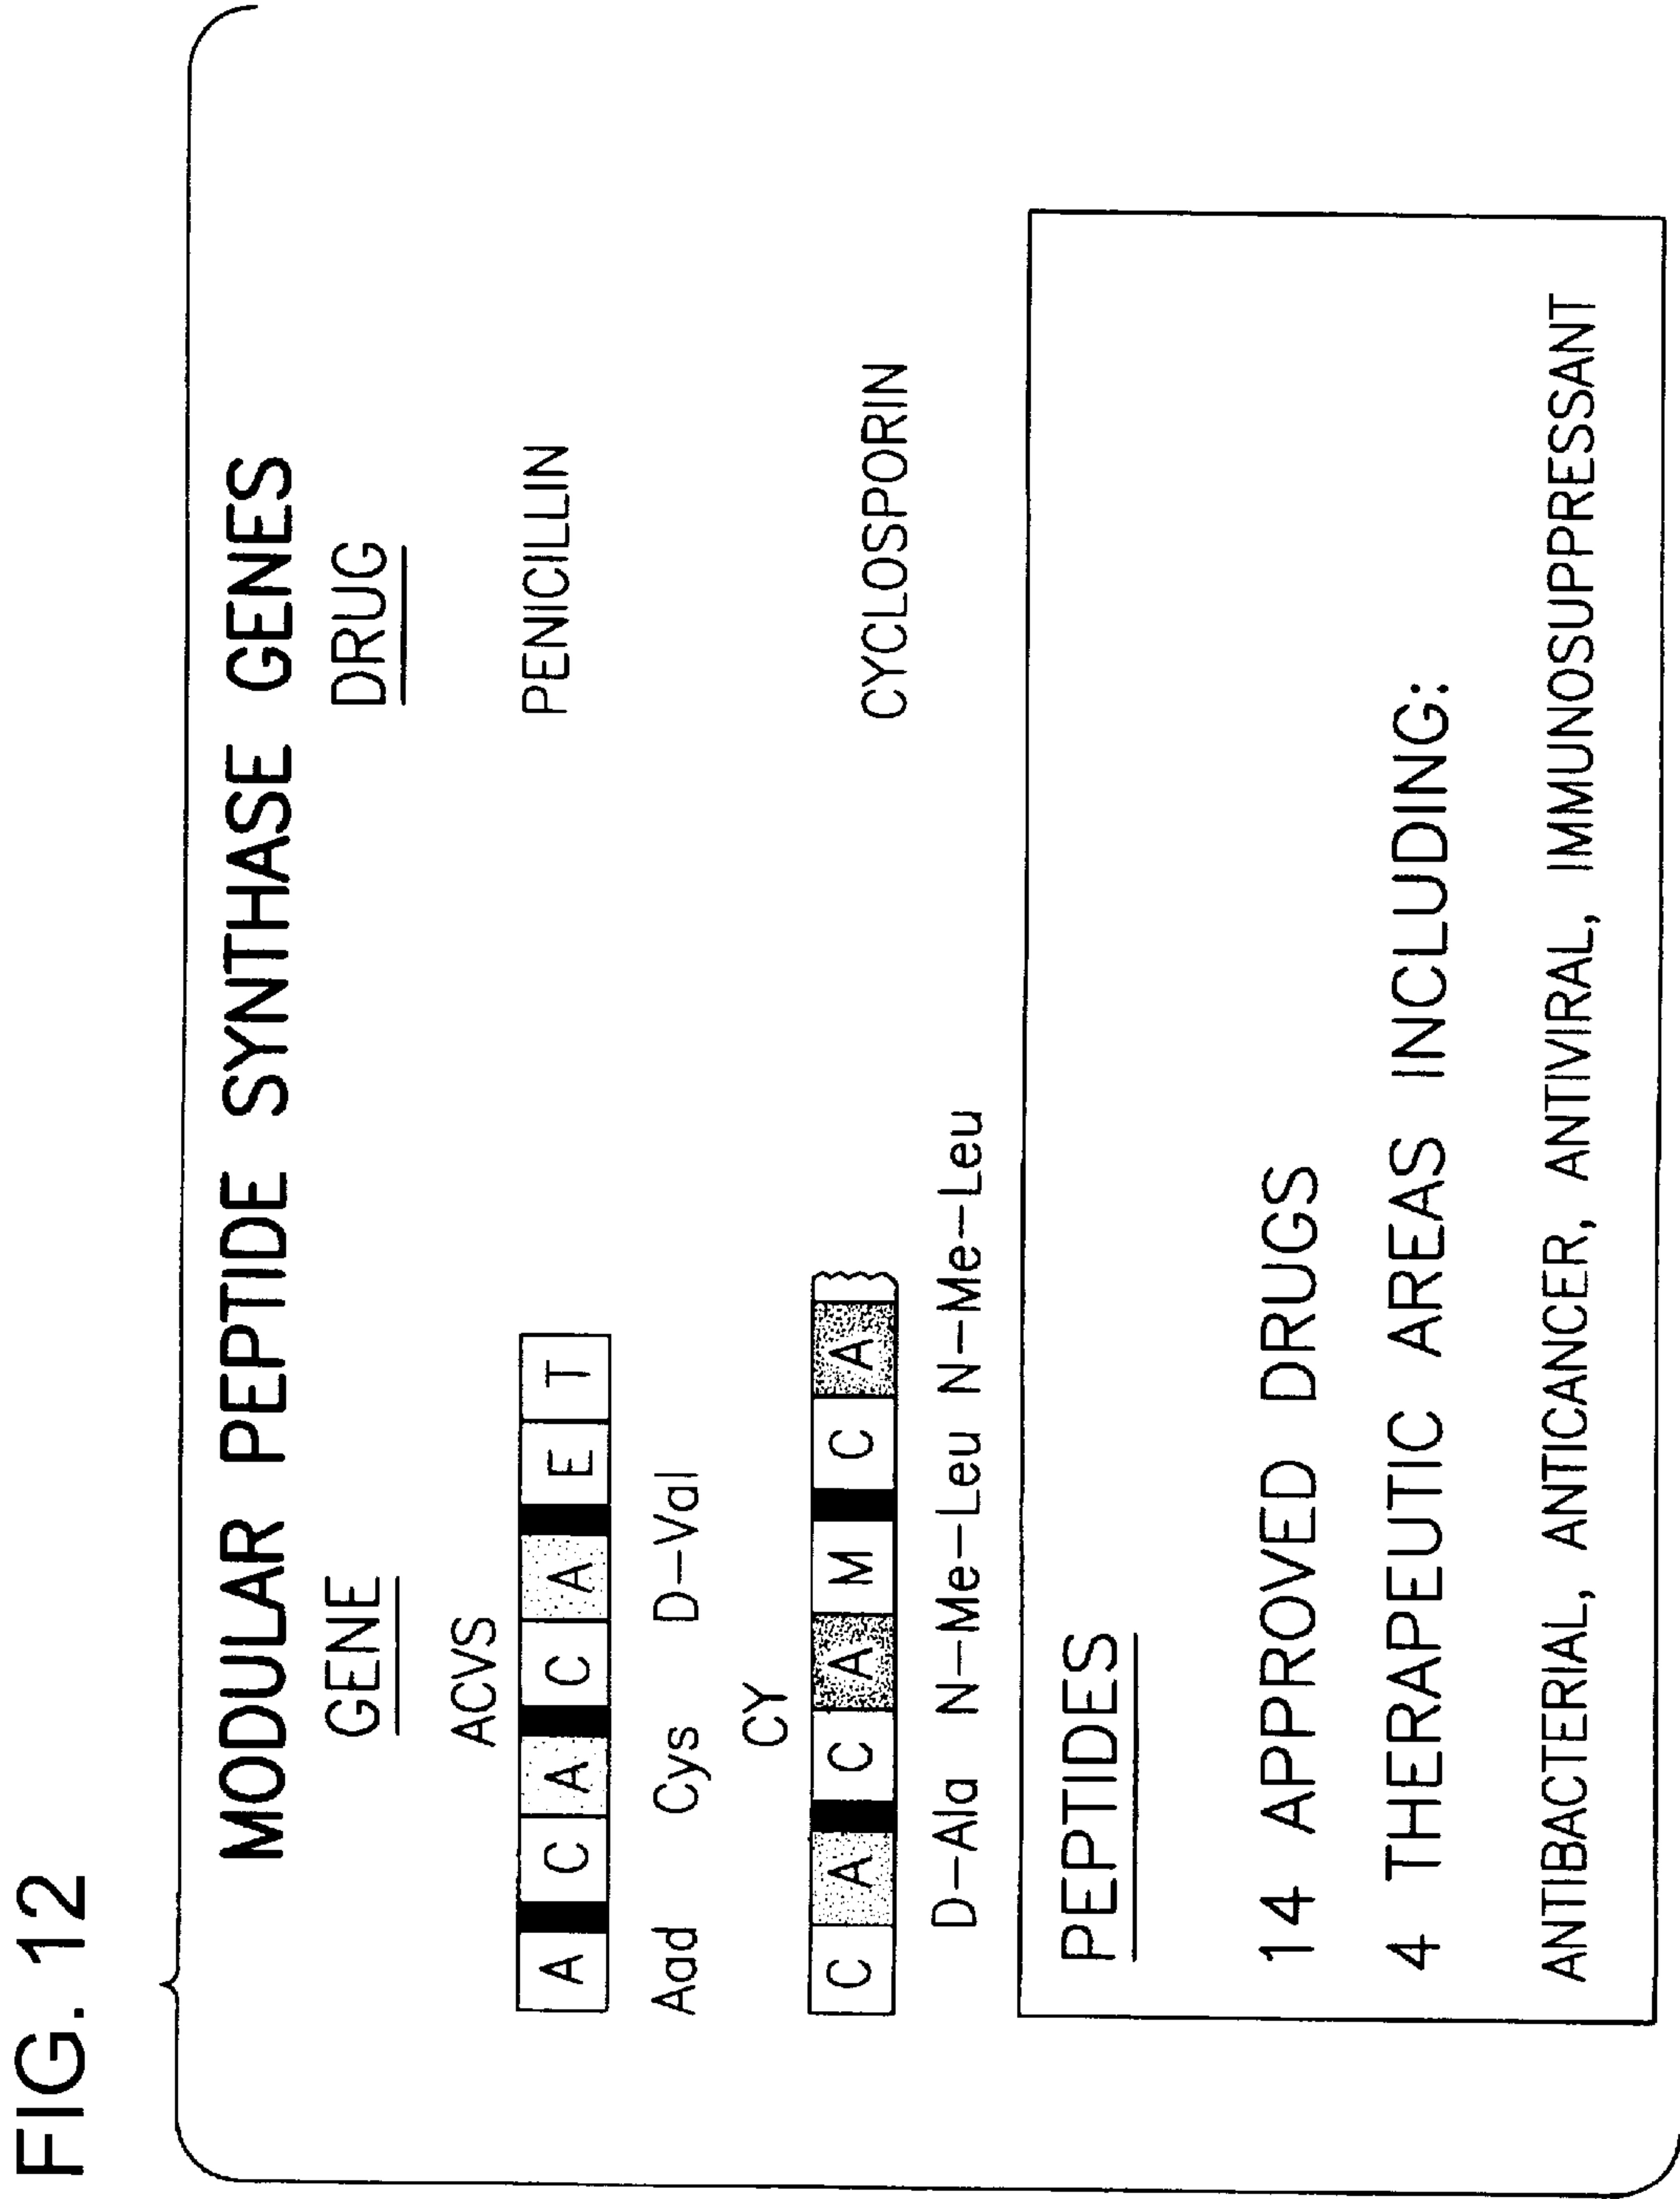 FIG. 12
MODULAR PEPTIDE SYNTHASE GENES
GENE DRUG
ACVS
A C A C A E T PENICILLIN
Aad Cys D-Val
CY
C A C A M C A CYCLOSPORIN
D-Ala N-Me-Leu N-Me-Leu
PEPTIDES
14 APPROVED DRUGS
4 THERAPEUTIC AREAS INCLUDING:
ANTIBACTERIAL, ANTICANCER, ANTIVIRAL, IMMUNOSUPPRESSANT